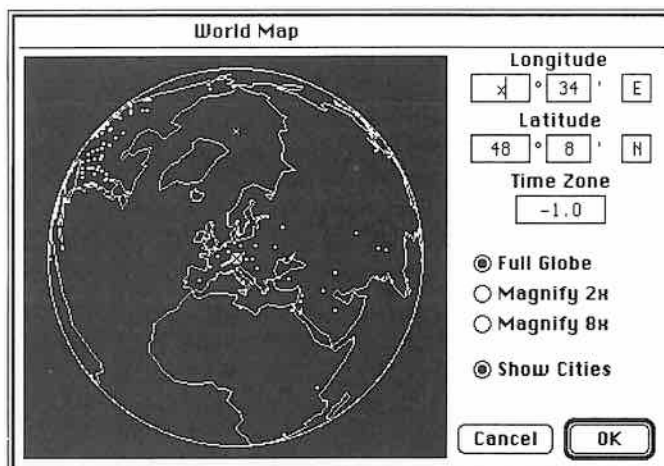 World Map
Longitude
x ° 34 ' E
Latitude
48 ° 8 ' N
Time Zone
-1.0
Full Globe
Magnify 2x
Magnify 8x
Show Cities
Cancel OK